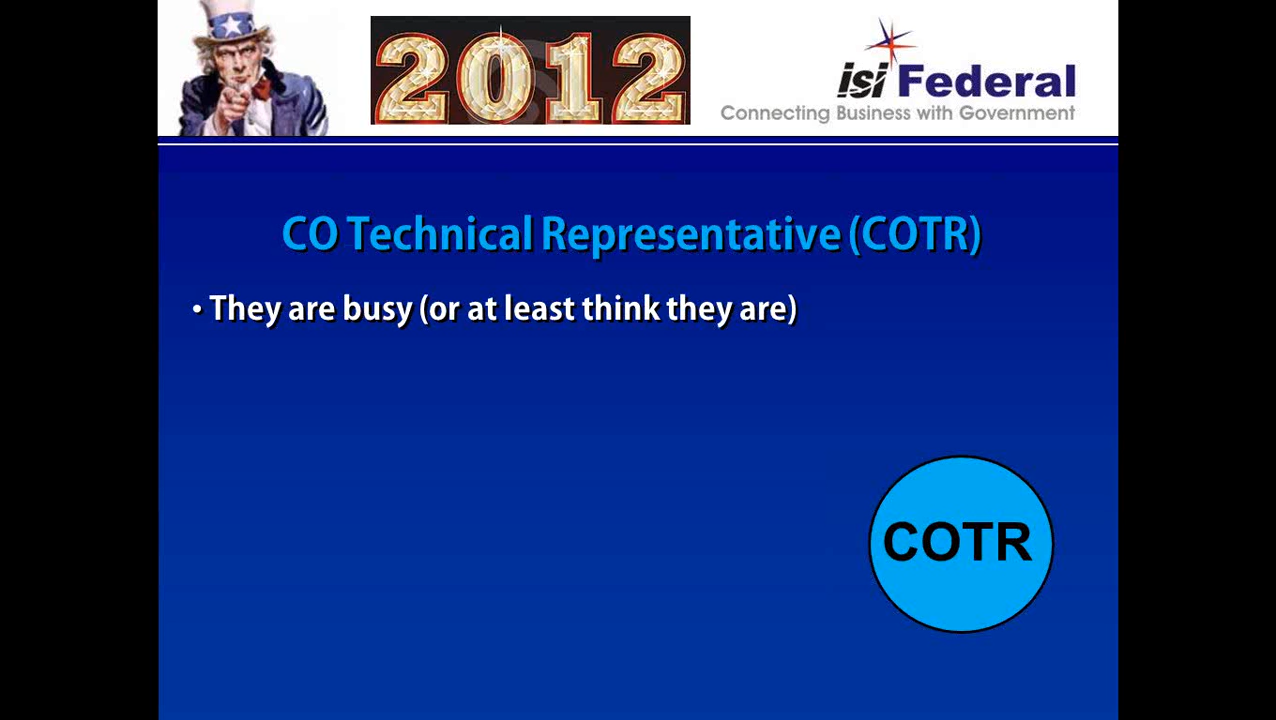 2012
isi Federal
Connecting Business with Government
CO Technical Representative (COTR)
• They are busy (or at least think they are)
COTR